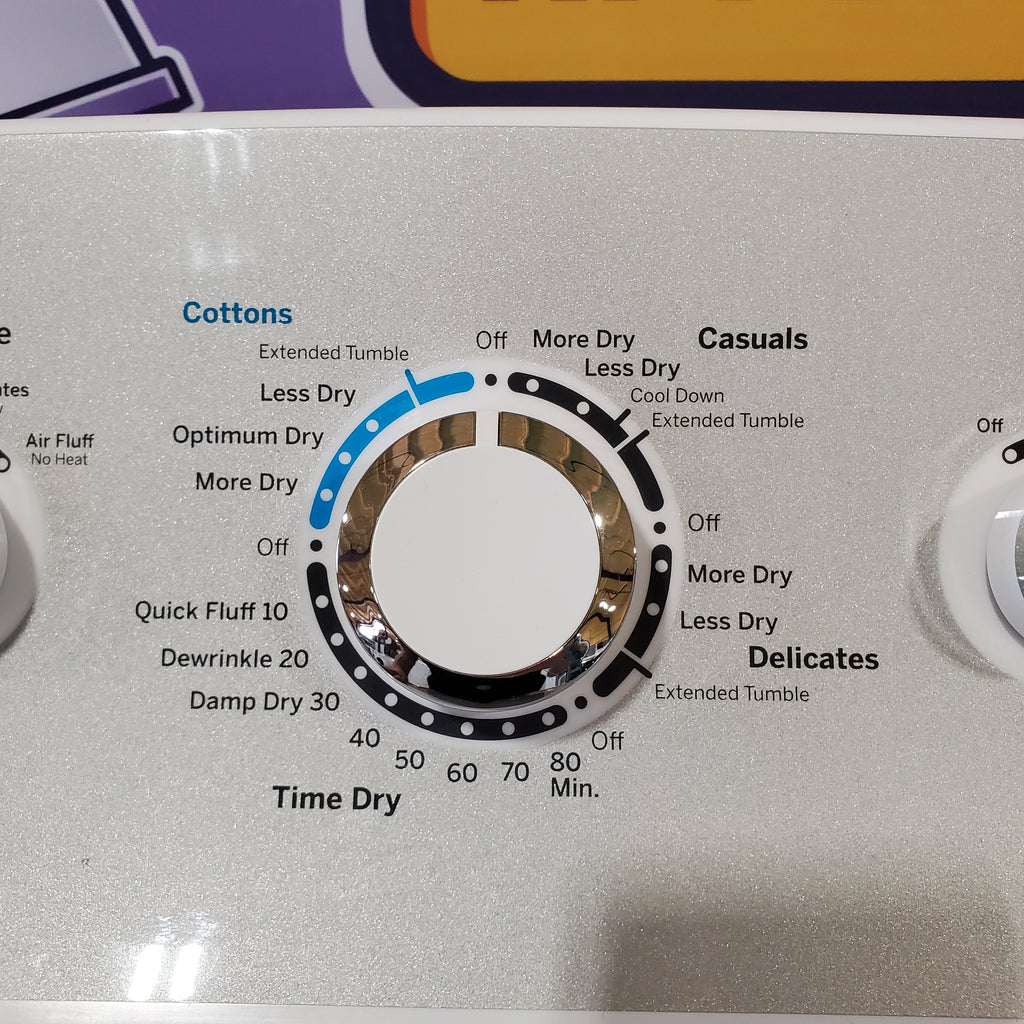 Cottons
Extended Tumble
Less Dry
Optimum Dry
More Dry
Off
Quick Fluff 10
Dewrinkle 20
Damp Dry 30
40
50
60
70
80
Min.
Time Dry
Off
More Dry
Less Dry
Casuals
Cool Down
Extended Tumble
Off
More Dry
Less Dry
Delicates
Extended Tumble
Off
Air Fluff
No Heat
Off